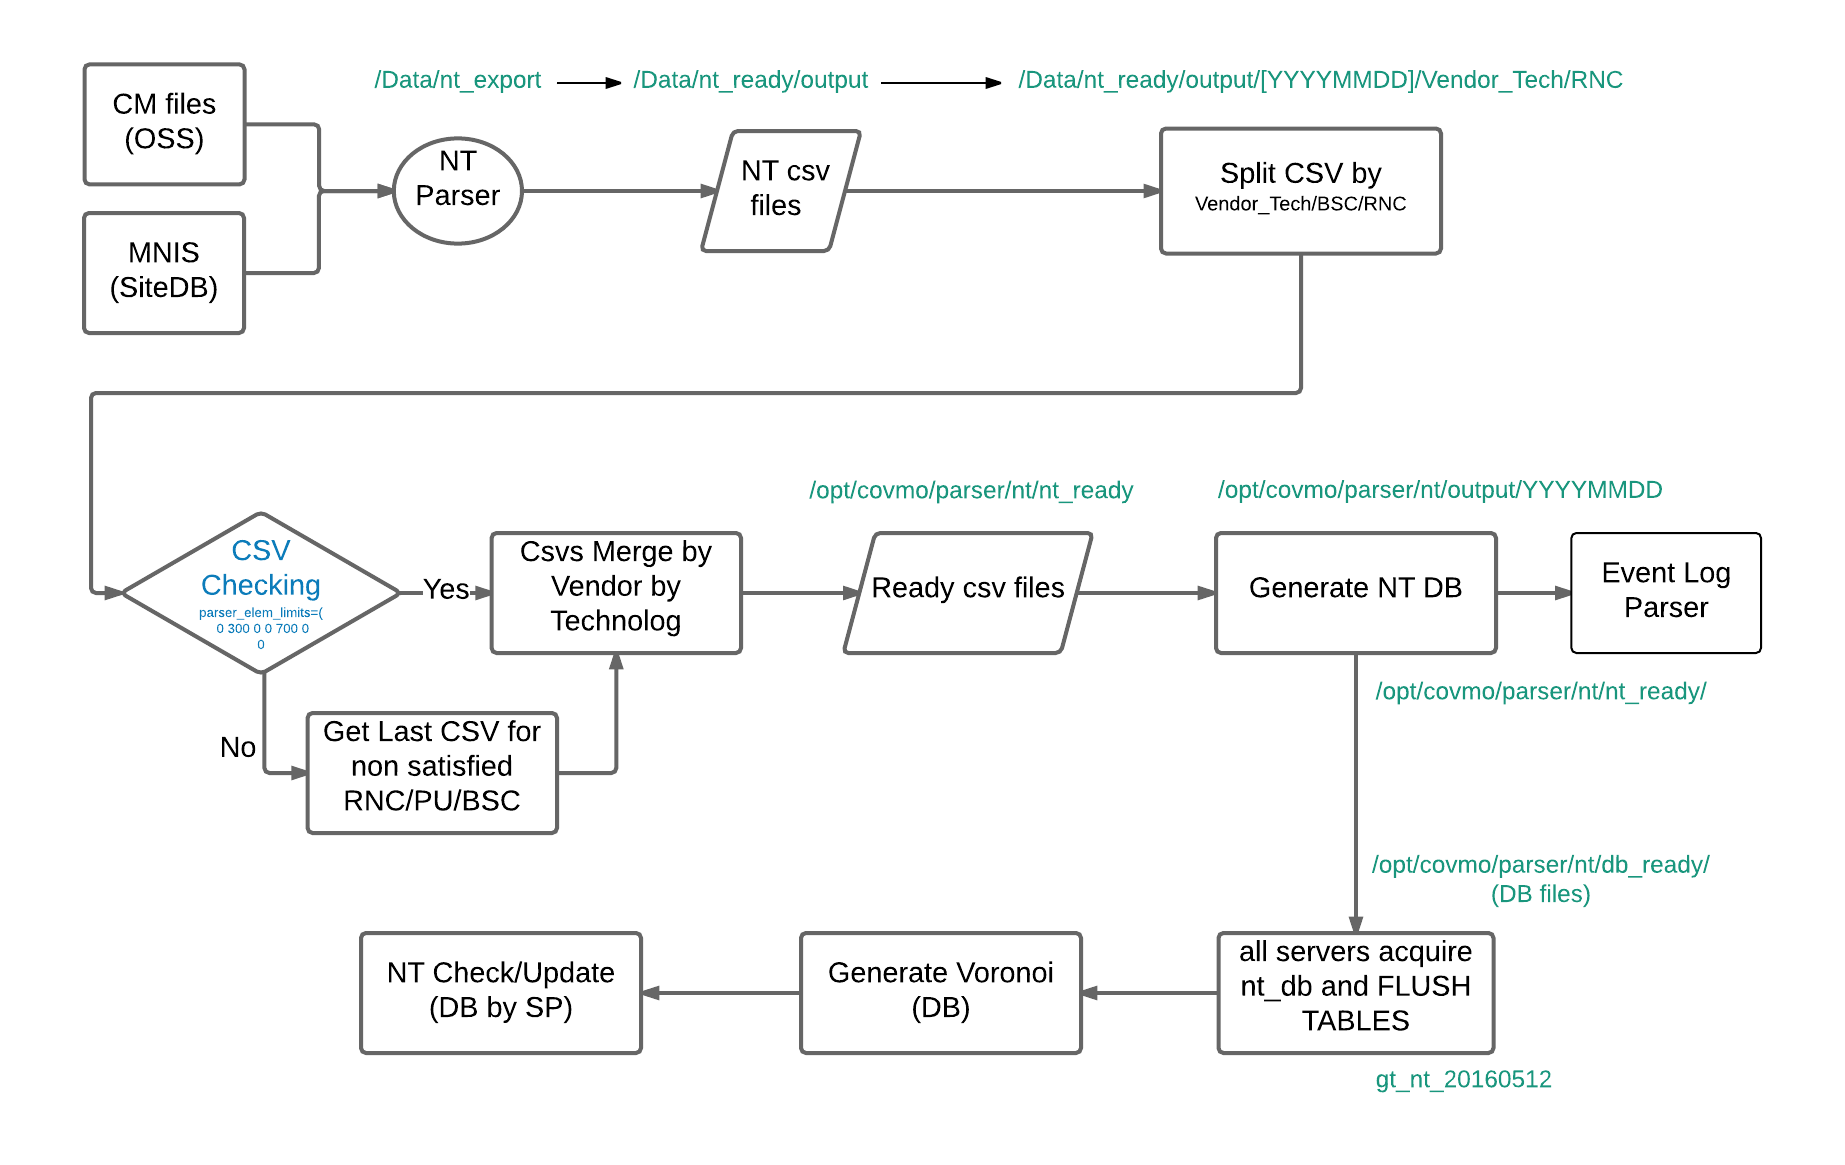 /Data/nt_export
/Data/nt_ready/output
/Data/nt_ready/output/[YYYYMMDD]/Vendor_Tech/RNC
CM files
(OSS)
MNIS
(SiteDB)
NT
Parser
NT csv
files
Split CSV by
Vendor_Tech/BSC/RNC
/opt/covmo/parser/nt/nt_ready
/opt/covmo/parser/nt/output/YYYYMMDD
CSV
Checking
parser_elem_limits=(
0 300 0 0 700 0
0
Yes
Csvs Merge by
Vendor by
Technolog
Ready csv files
Generate NT DB
Event Log
Parser
No
Get Last CSV for
non satisfied
RNC/PU/BSC
/opt/covmo/parser/nt/nt_ready/
/opt/covmo/parser/nt/db_ready/
(DB files)
NT Check/Update
(DB by SP)
Generate Voronoi
(DB)
all servers acquire
nt_db and FLUSH
TABLES
gt_nt_20160512